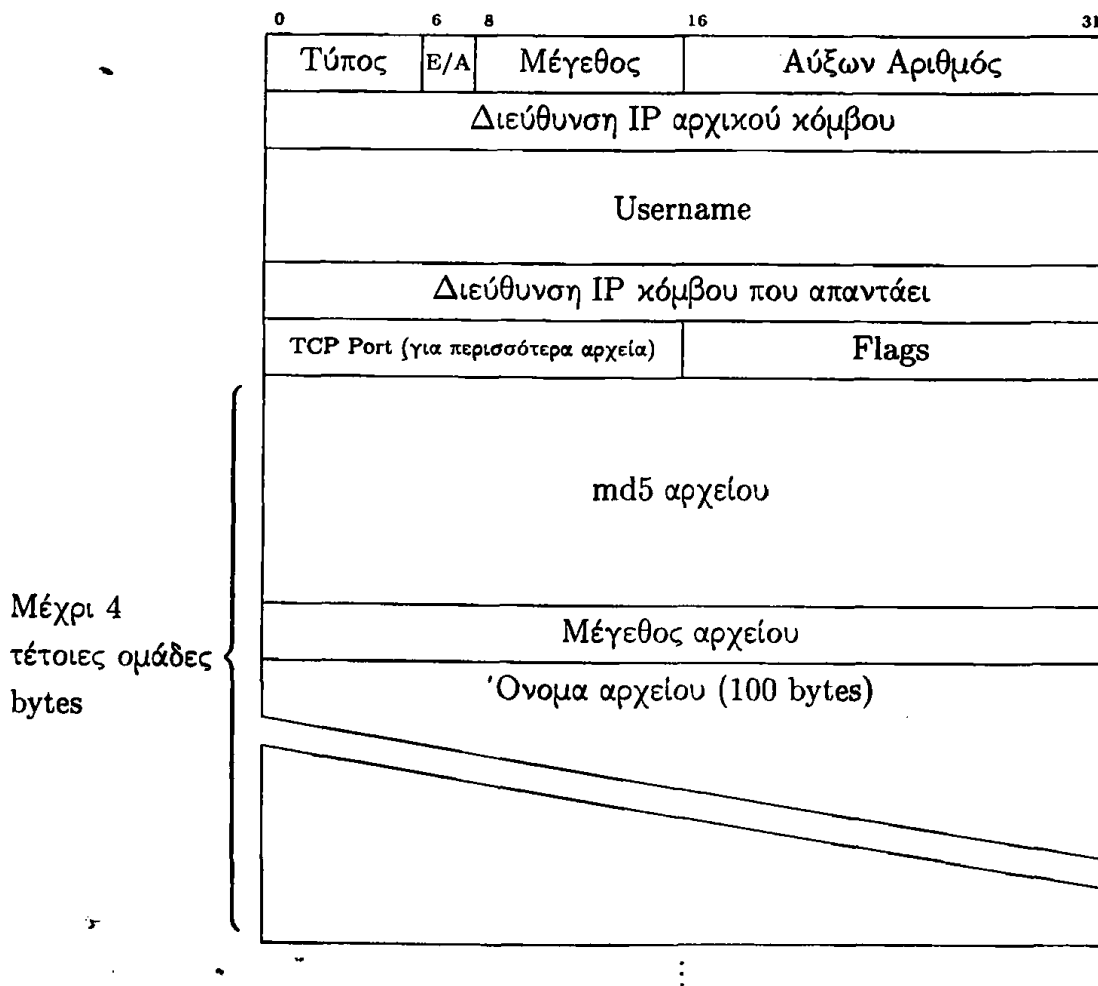 0 6 8 16 31
Τύπος E/A Μέγεθος Αύξων Αριθμός
Διεύθυνση IP αρχικού κόμβου
Username
Διεύθυνση IP κόμβου που απαντάει
TCP Port (για περισσότερα αρχεία) Flags
md5 αρχείου
Μέγεθος αρχείου
Όνομα αρχείου (100 bytes)
Μέχρι 4
τέτοιες ομάδες
bytes